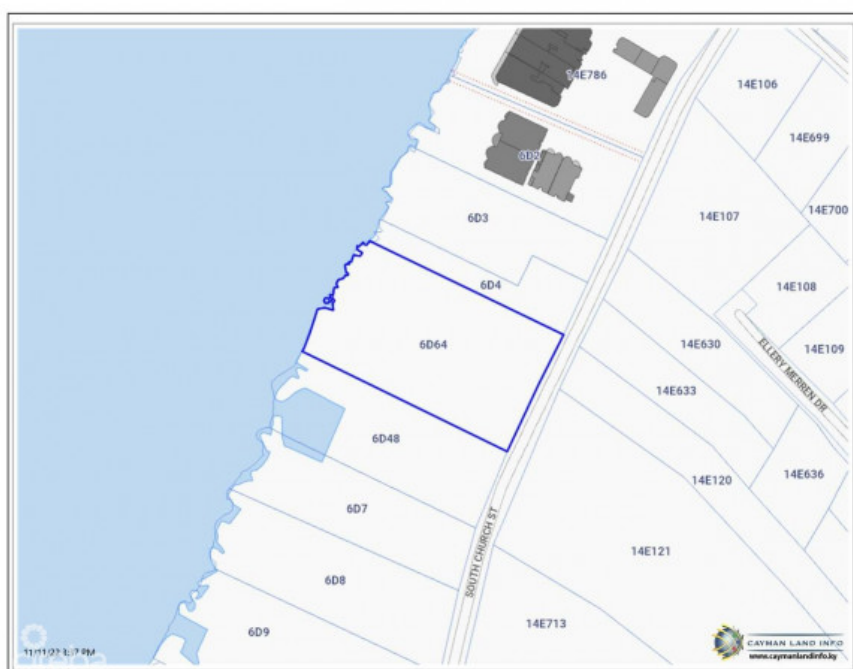 14E786
14E106
14E699
6D2
14E700
14E107
6D3
14E108
6D4
14E109
6D64
14E630
ELLERY MERREN DR
14E633
6D48
14E636
14E120
6D7
SOUTH CHURCH ST
14E121
6D8
14E713
6D9
CAYMAN LAND INFO
www.caymanlandinfo.ky